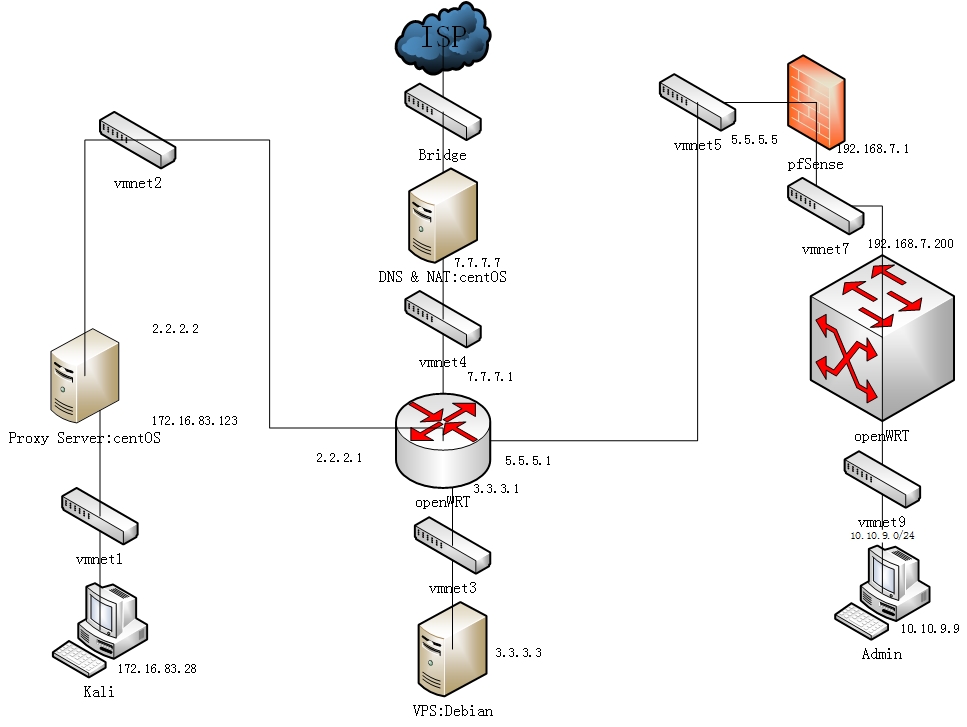 ISP
Bridge
vmnet2
vmnet5
5.5.5.5
192.168.7.1
pfSense
vmnet7
192.168.7.200
7.7.7.7
DNS & NAT:centOS
2.2.2.2
vmnet4
7.7.7.1
172.16.83.123
Proxy Server:centOS
2.2.2.1
5.5.5.1
openWRT
3.3.3.1
openWRT
vmnet9
10.10.9.0/24
vmnet1
vmnet3
10.10.9.9
Admin
3.3.3.3
172.16.83.28
Kali
VPS:Debian